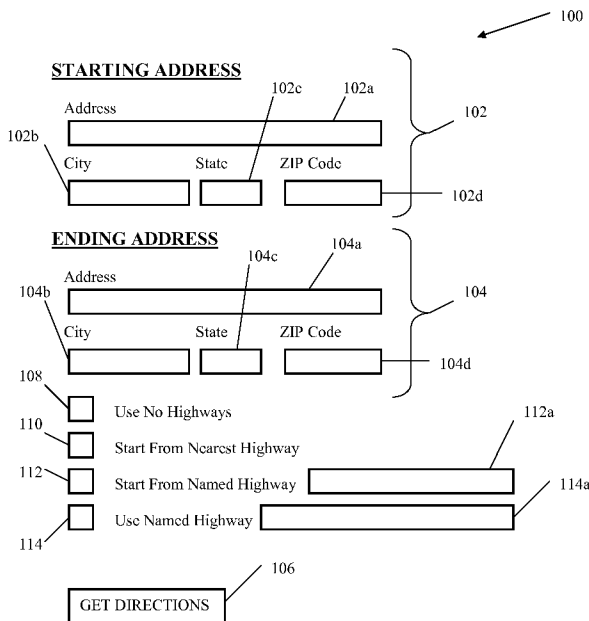 100
STARTING ADDRESS
102c
102a
Address
102
102b
City State ZIP Code
102d
ENDING ADDRESS
104c
104a
Address
104
104b
City State ZIP Code
104d
108
Use No Highways
110
Start From Nearest Highway
112a
112
Start From Named Highway
114a
Use Named Highway
114
106
GET DIRECTIONS